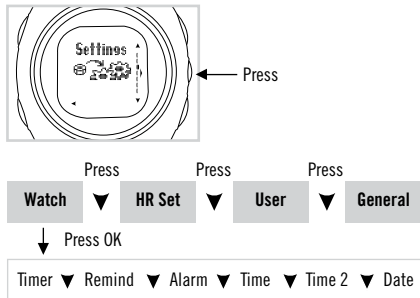 Settings
Press
Press Press Press
Watch HR Set User General
Press OK
Timer Remind Alarm Time Time 2 Date